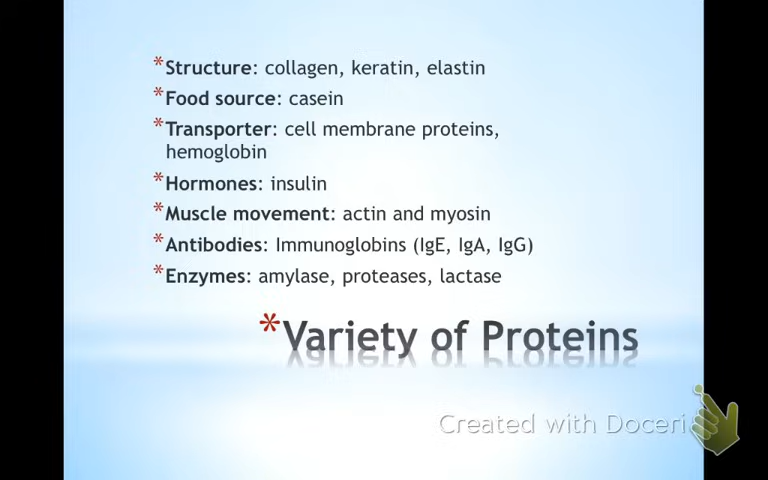 *Structure: collagen, keratin, elastin
*Food source: casein
*Transporter: cell membrane proteins,
hemoglobin
*Hormones: insulin
*Muscle movement: actin and myosin
*Antibodies: Immunoglobins (IgE, IgA, IgG)
*Enzymes: amylase, proteases, lactase
*Variety of Proteins
Created with Doceri